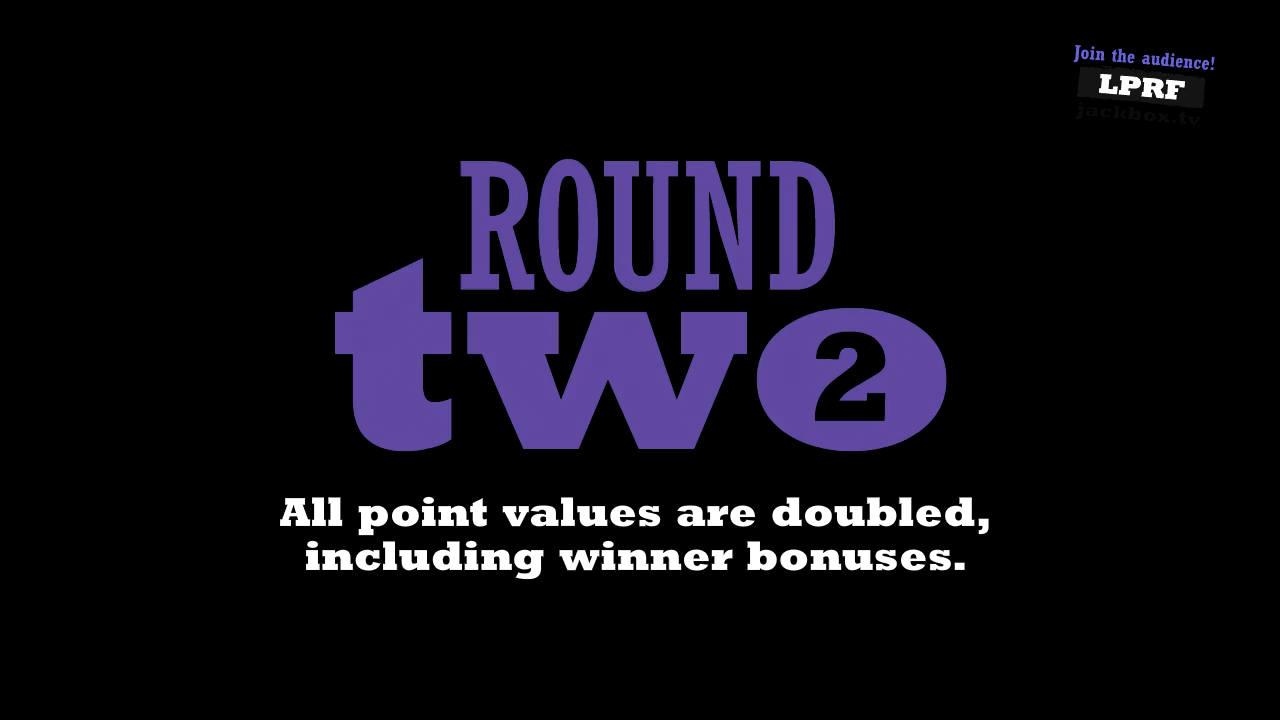 Join the audience!
LPRF
jackbox.tv
ROUND
two
2
All point values are doubled,
including winner bonuses.